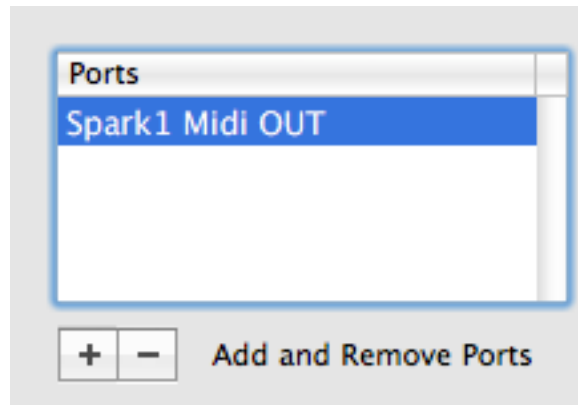 Ports
Spark1 Midi OUT
+ − Add and Remove Ports